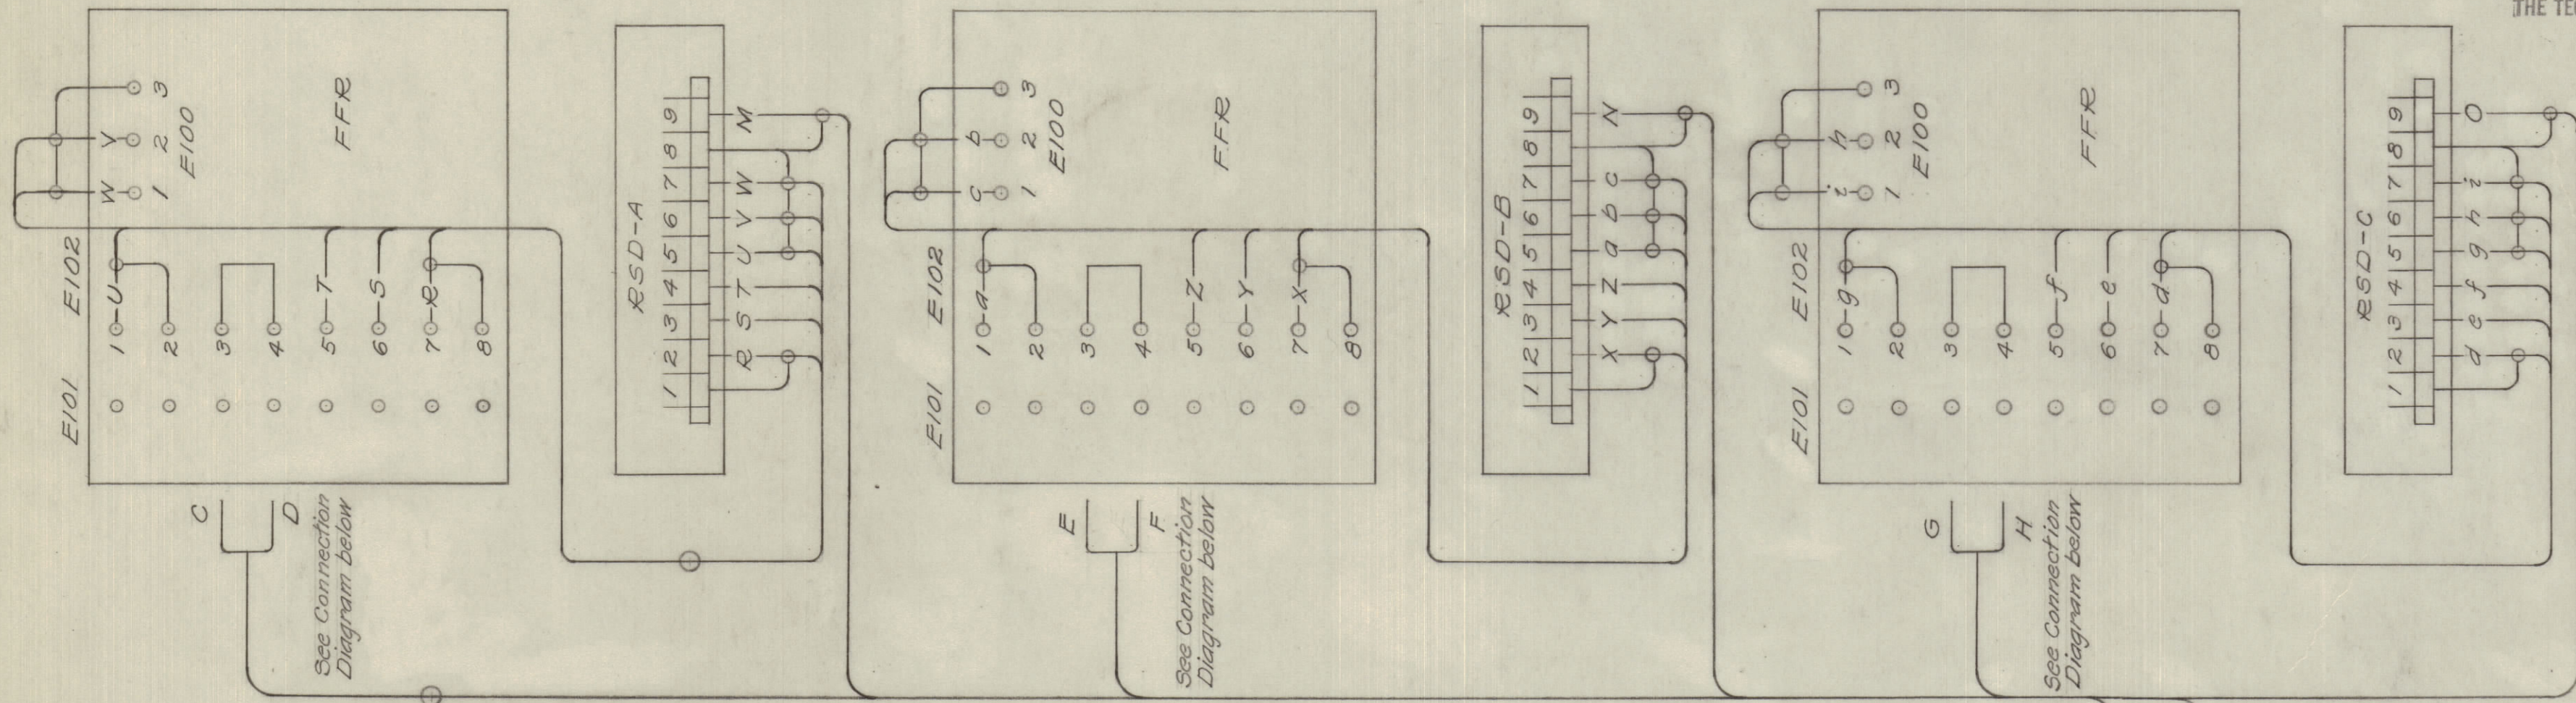 THE TE
FFR
3
V 2
W 1
E100
E102
E101
1 U
2
3
4
5 T
6 S
7 R
8
C
D
See Connection
Diagram below
RSD-A
1 2 3 4 5 6 7 8 9
R S T U V W M
FFR
3
b 2
c 1
E100
E102
E101
1 a
2
3
4
5 Z
6 Y
7 X
8
E
F
See Connection
Diagram below
RSD-B
1 2 3 4 5 6 7 8 9
X Y Z a b c N
FFR
3
h 2
i 1
E100
E102
E101
1 g
2
3
4
5 f
6 e
7 d
8
G
H
See Connection
Diagram below
RSD-C
1 2 3 4 5 6 7 8 9
d e f g h i O